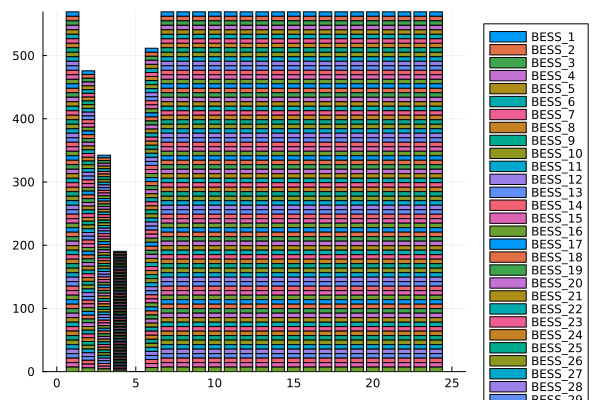 500
400
300
200
100
0
0 5 10 15 20 25
BESS_1
BESS_2
BESS_3
BESS_4
BESS_5
BESS_6
BESS_7
BESS_8
BESS_9
BESS_10
BESS_11
BESS_12
BESS_13
BESS_14
BESS_15
BESS_16
BESS_17
BESS_18
BESS_19
BESS_20
BESS_21
BESS_22
BESS_23
BESS_24
BESS_25
BESS_26
BESS_27
BESS_28
BESS_29